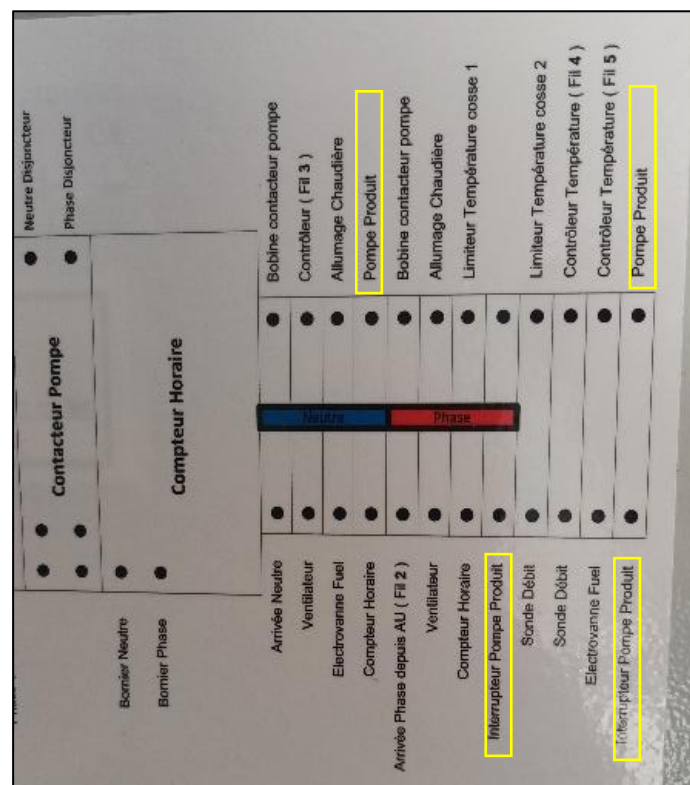 Neutre Disjoncteur
Phase Disjoncteur
Contacteur Pompe
Compteur Horaire
Bornier Neutre
Bornier Phase
Bobine contacteur pompe
Contrôleur ( Fil 3 )
Allumage Chaudière
Pompe Produit
Bobine contacteur pompe
Allumage Chaudière
Limiteur Température cosse 1
Limiteur Température cosse 2
Contrôleur Température ( Fil 4 )
Contrôleur Température ( Fil 5 )
Pompe Produit
Neutre
Phase
Arrivée Neutre
Ventilateur
Electrovanne Fuel
Compteur Horaire
Arrivée Phase depuis AU ( Fil 2 )
Ventilateur
Compteur Horaire
Interrupteur Pompe Produit
Sonde Débit
Sonde Débit
Electrovanne Fuel
Interrupteur Pompe Produit